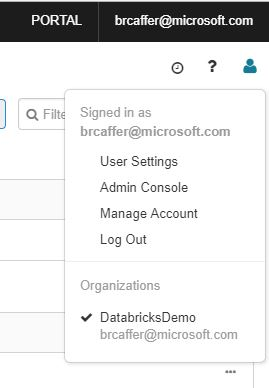 PORTAL brcaffer@microsoft.com
?
Filte
Signed in as
brcaffer@microsoft.com
User Settings
Admin Console
Manage Account
Log Out
Organizations
DatabricksDemo
brcaffer@microsoft.com